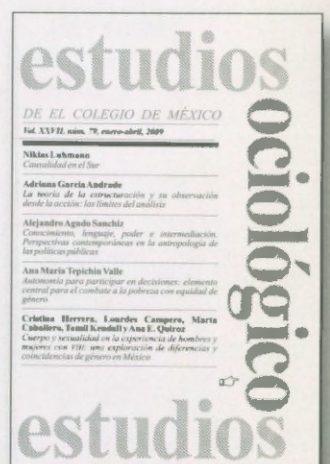 estudios
sociológico
DE EL COLEGIO DE MÉXICO
Vol. XXVII, núm. 79, enero-abril, 2009
Niklas Luhmann
Causalidad en el Sur
Adriana García Andrade
La teoría de la estructuración y su observación
desde la acción: los límites del análisis
Alejandro Agudo Sanchíz
Conocimiento, lenguaje, poder e intermediación.
Perspectivas contemporáneas en la antropología de
las políticas públicas
Ana María Tepichin Valle
Autonomía para participar en decisiones: elemento
central para el combate a la pobreza con equidad de
género
Cristina Herrera, Lourdes Campero, Marta
Caballero, Tamil Kendall y Ana E. Quiroz
Cuerpo y sexualidad en la experiencia de hombres y
mujeres con VIH: una exploración de diferencias y
coincidencias de género en México
estudios